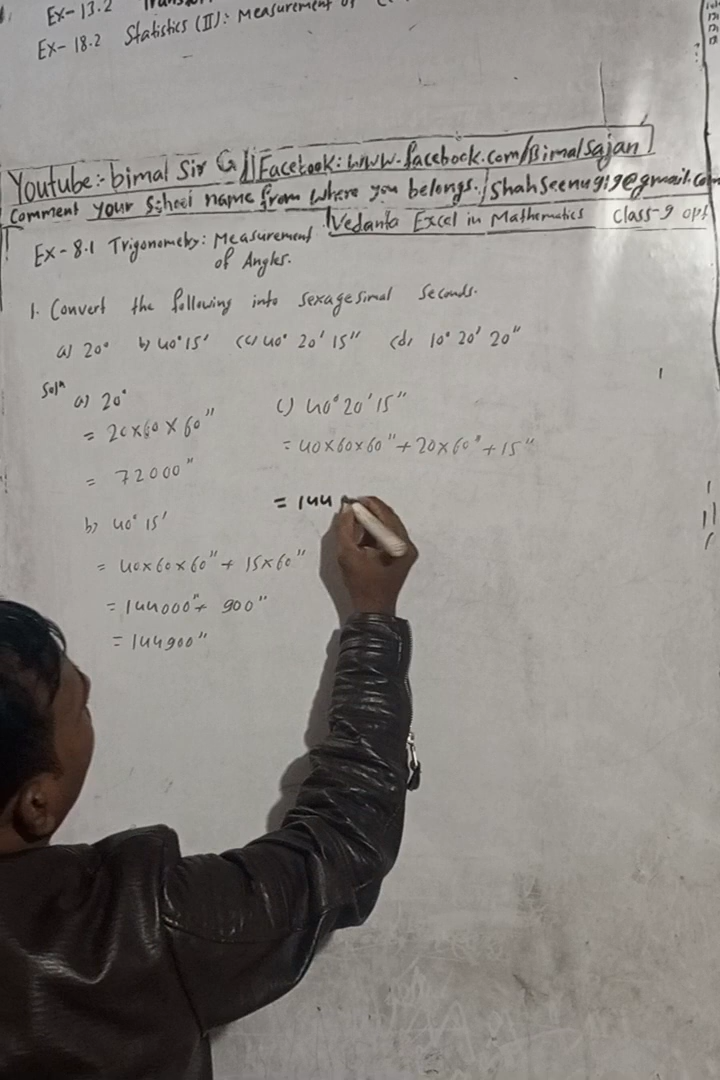 Ex-13.2
Ex-18.2 Statistics (II): Measurement of
Youtube:- bimal Sir G
Facebook: www.facebook.com/Bimalsajan
Comment your School name from where you belongs.
shahseenu919@gmail.com
Vedanta Excel in Mathematics Class-9 opt
Ex-8.1 Trigonometry: Measurement
of Angles.
1. Convert the following into sexagesimal seconds.
a) 20° b) 40°15' (c) 40° 20' 15" (d) 10° 20' 20"
Solⁿ a) 20°
= 20×60×60"
= 72000"
b) 40° 15'
= 40×60×60" + 15×60"
= 144000" + 900"
= 144900"
c) 40° 20' 15"
= 40×60×60" + 20×60" + 15"
= 144